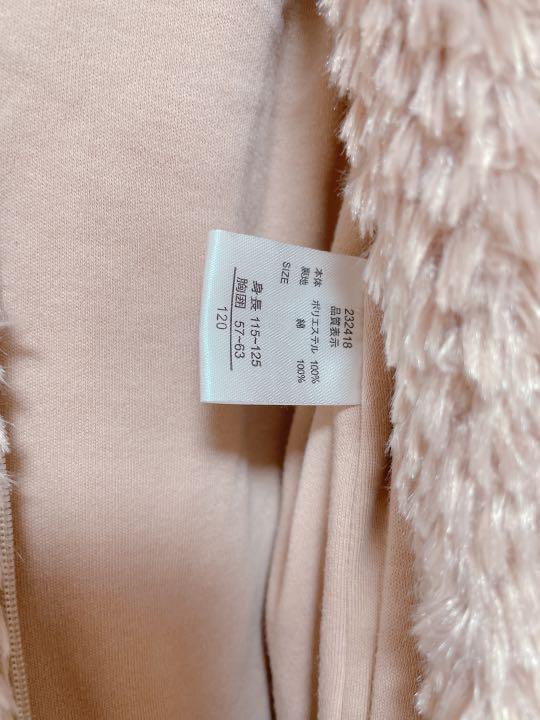 232418
品質表示
本体 ポリエステル 100%
裏地 綿 100%
SIZE
身長 115~125
胸囲 57~63
120